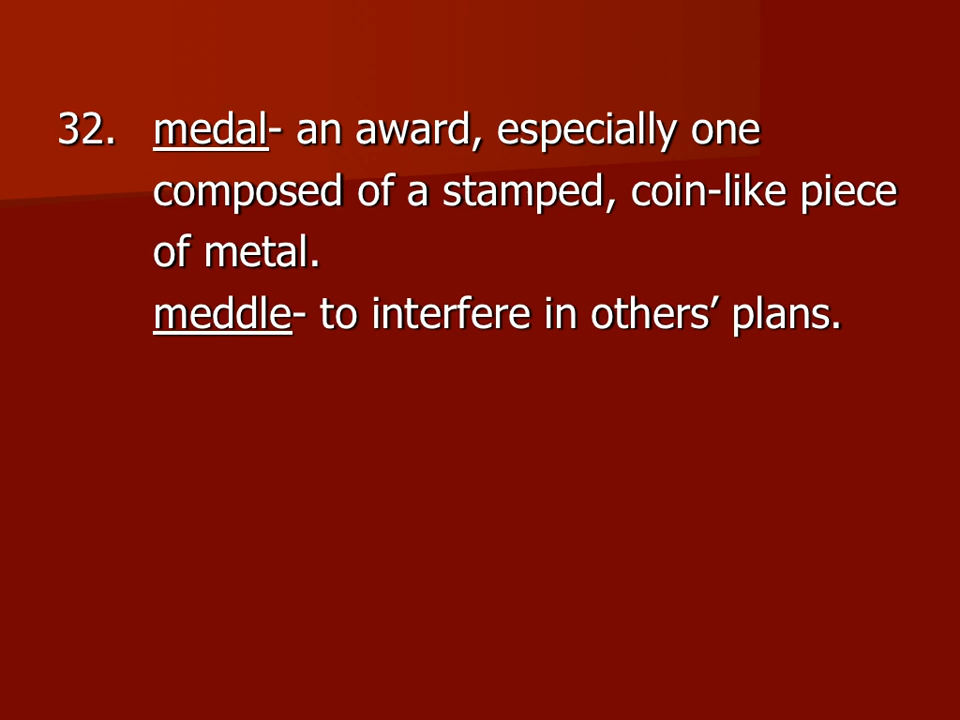 32. medal- an award, especially one
composed of a stamped, coin-like piece
of metal.
meddle- to interfere in others’ plans.